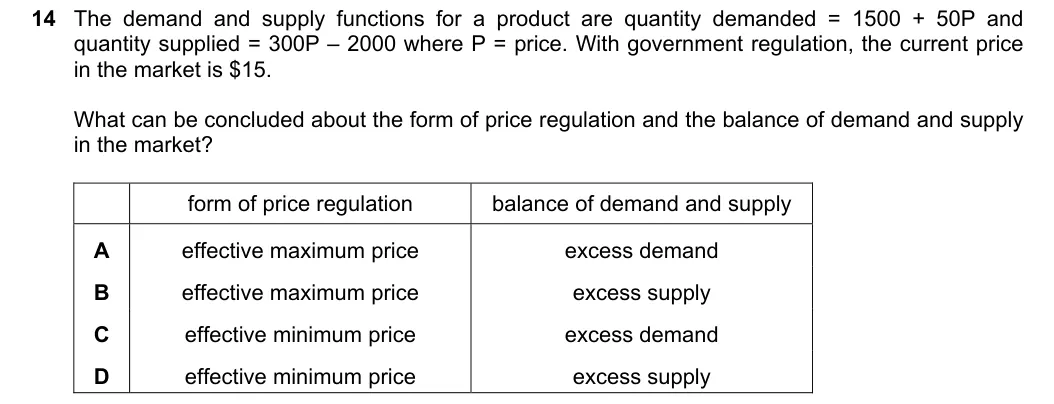 14 The demand and supply functions for a product are quantity demanded = 1500 + 50P and
quantity supplied = 300P – 2000 where P = price. With government regulation, the current price
in the market is $15.
What can be concluded about the form of price regulation and the balance of demand and supply
in the market?
form of price regulation balance of demand and supply
A effective maximum price excess demand
B effective maximum price excess supply
C effective minimum price excess demand
D effective minimum price excess supply